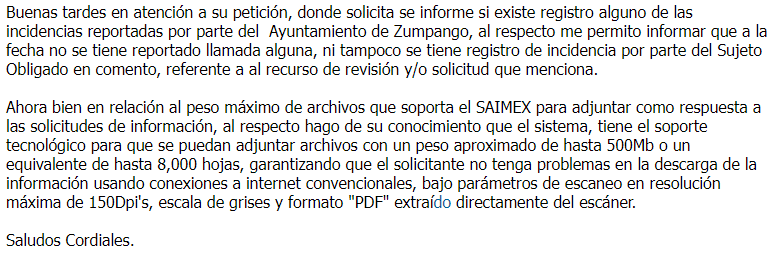 Buenas tardes en atención a su petición, donde solicita se informe si existe registro alguno de las
incidencias reportadas por parte del  Ayuntamiento de Zumpango, al respecto me permito informar que a la
fecha no se tiene reportado llamada alguna, ni tampoco se tiene registro de incidencia por parte del Sujeto
Obligado en comento, referente a al recurso de revisión y/o solicitud que menciona.

Ahora bien en relación al peso máximo de archivos que soporta el SAIMEX para adjuntar como respuesta a
las solicitudes de información, al respecto hago de su conocimiento que el sistema, tiene el soporte
tecnológico para que se puedan adjuntar archivos con un peso aproximado de hasta 500Mb o un
equivalente de hasta 8,000 hojas, garantizando que el solicitante no tenga problemas en la descarga de la
información usando conexiones a internet convencionales, bajo parámetros de escaneo en resolución
máxima de 150Dpi's, escala de grises y formato "PDF" extraído directamente del escáner.

Saludos Cordiales.